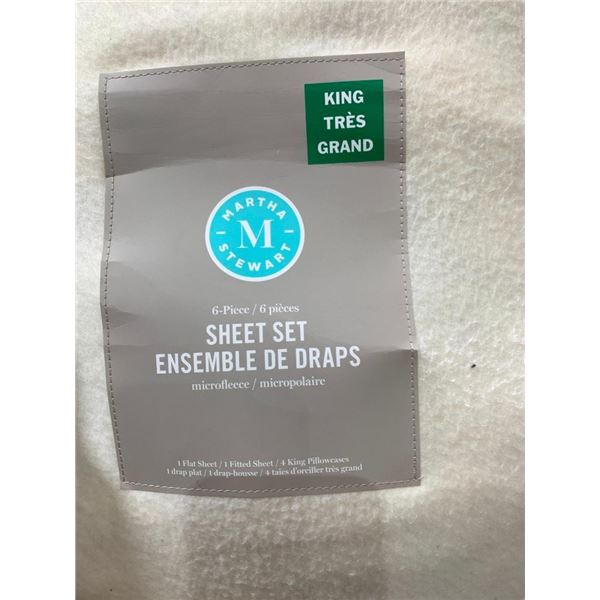 KING
TRÈS
GRAND
MARTHA
M
STEWART
6-Piece / 6 pièces
SHEET SET
ENSEMBLE DE DRAPS
microfleece / micropolaire
1 Flat Sheet / 1 Fitted Sheet / 4 King Pillowcases
1 drap plat / 1 drap-housse / 4 taies d'oreiller très grand